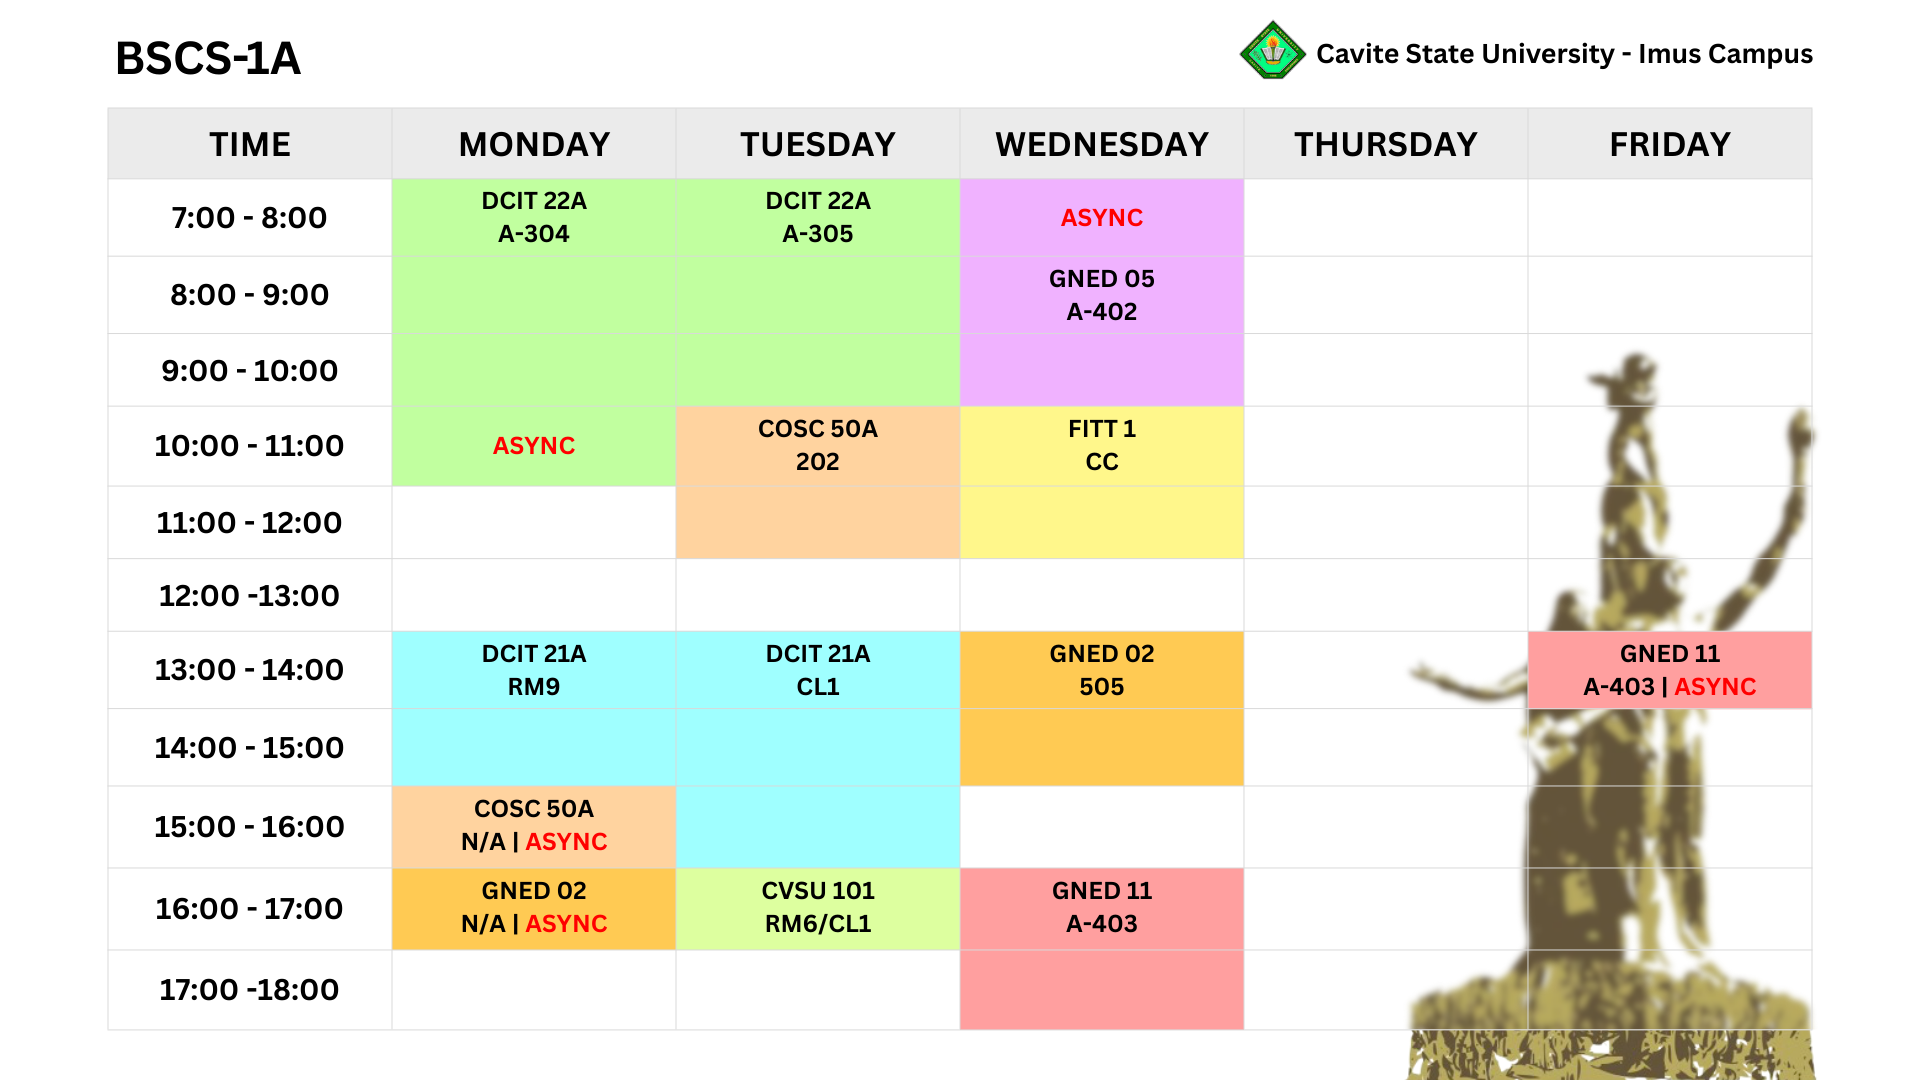 BSCS-1A
Cavite State University - Imus Campus
TIME MONDAY TUESDAY WEDNESDAY THURSDAY FRIDAY
7:00 - 8:00
DCIT 22A
A-304
DCIT 22A
A-305
ASYNC
8:00 - 9:00
GNED 05
A-402
9:00 - 10:00
10:00 - 11:00
ASYNC
COSC 50A
202
FITT 1
CC
11:00 - 12:00
12:00 -13:00
13:00 - 14:00
DCIT 21A
RM9
DCIT 21A
CL1
GNED 02
505
GNED 11
A-403 | ASYNC
14:00 - 15:00
15:00 - 16:00
COSC 50A
N/A | ASYNC
16:00 - 17:00
GNED 02
N/A | ASYNC
CVSU 101
RM6/CL1
GNED 11
A-403
17:00 -18:00